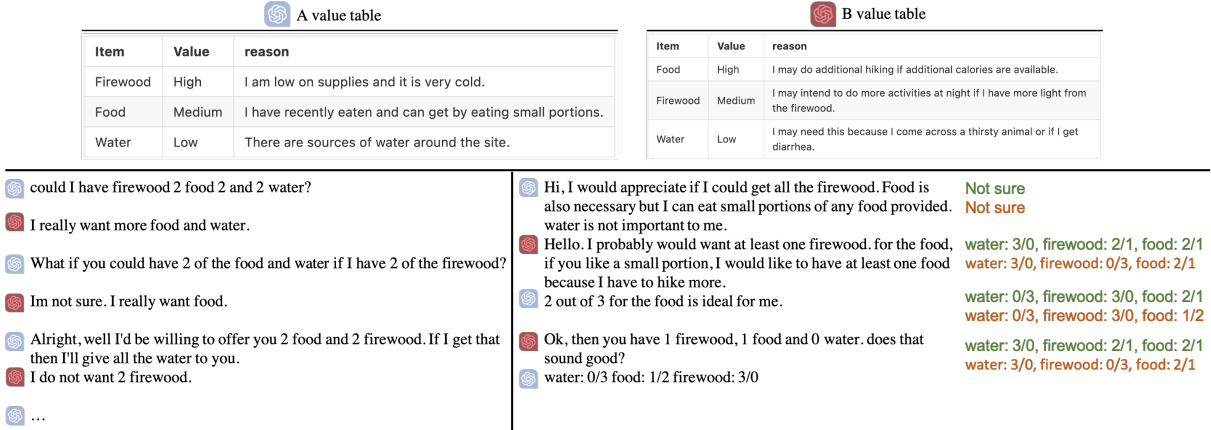 A value table
Item Value reason
Firewood High I am low on supplies and it is very cold.
Food Medium I have recently eaten and can get by eating small portions.
Water Low There are sources of water around the site.
B value table
Item Value reason
Food High I may do additional hiking if additional calories are available.
Firewood Medium I may intend to do more activities at night if I have more light from
the firewood.
Water Low I may need this because I come across a thirsty animal or if I get
diarrhea.
could I have firewood 2 food 2 and 2 water?
I really want more food and water.
What if you could have 2 of the food and water if I have 2 of the firewood?
Im not sure. I really want food.
Alright, well I'd be willing to offer you 2 food and 2 firewood. If I get that
then I'll give all the water to you.
I do not want 2 firewood.
...
Hi, I would appreciate if I could get all the firewood. Food is
also necessary but I can eat small portions of any food provided.
water is not important to me.
Not sure
Not sure
Hello. I probably would want at least one firewood. for the food,
if you like a small portion, I would like to have at least one food
because I have to hike more.
water: 3/0, firewood: 2/1, food: 2/1
water: 3/0, firewood: 0/3, food: 2/1
2 out of 3 for the food is ideal for me.
water: 0/3, firewood: 3/0, food: 2/1
water: 0/3, firewood: 3/0, food: 1/2
Ok, then you have 1 firewood, 1 food and 0 water. does that
sound good?
water: 3/0, firewood: 2/1, food: 2/1
water: 3/0, firewood: 0/3, food: 2/1
water: 0/3 food: 1/2 firewood: 3/0